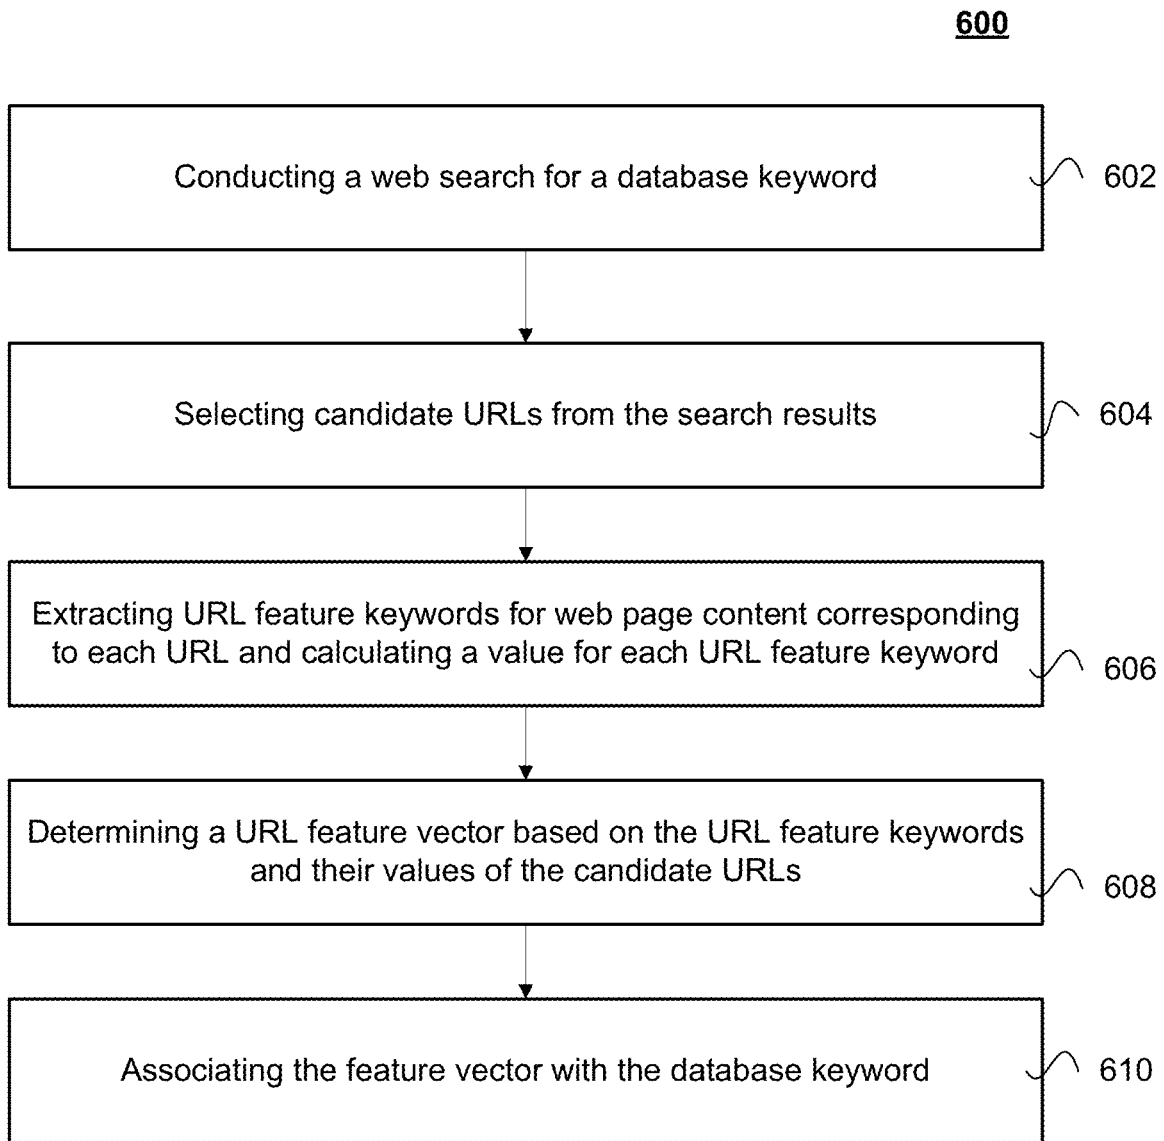 600
Conducting a web search for a database keyword
602
Selecting candidate URLs from the search results
604
Extracting URL feature keywords for web page content corresponding
to each URL and calculating a value for each URL feature keyword
606
Determining a URL feature vector based on the URL feature keywords
and their values of the candidate URLs
608
Associating the feature vector with the database keyword
610